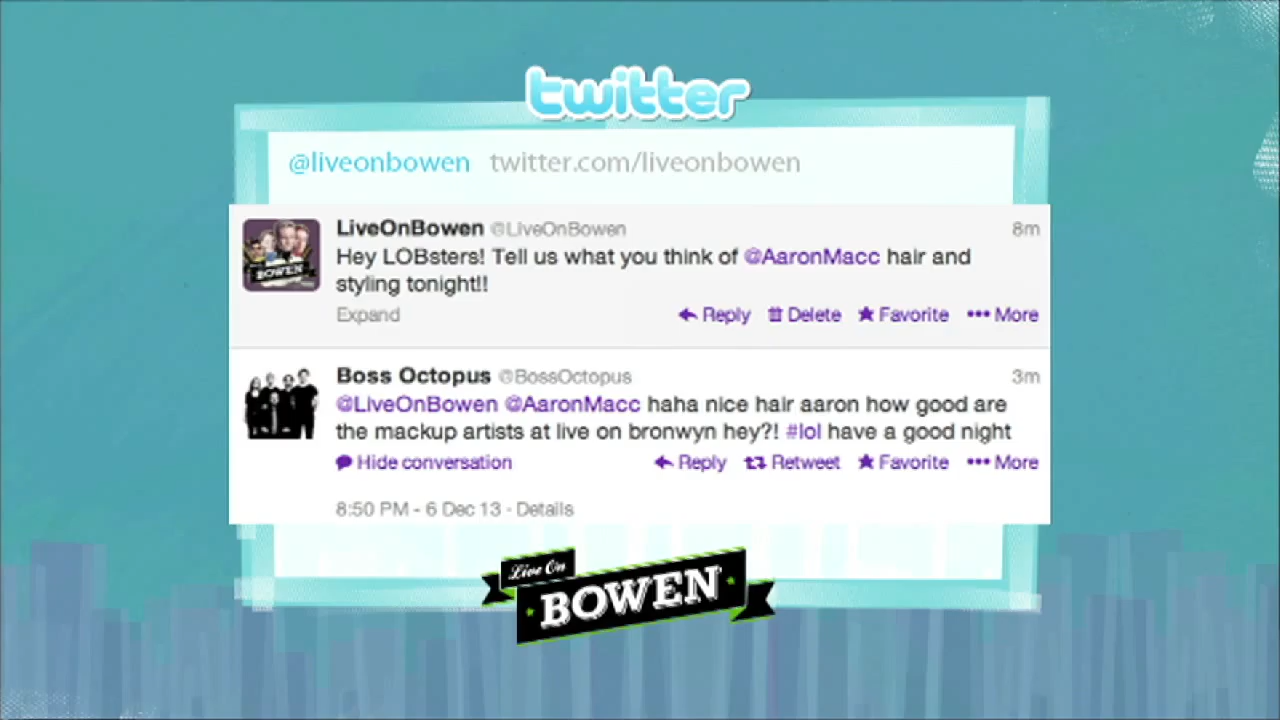 twitter
@liveonbowen twitter.com/liveonbowen
LiveOnBowen @LiveOnBowen 8m
Hey LOBsters! Tell us what you think of @AaronMacc hair and
styling tonight!!
Expand Reply Delete Favorite More
BOWEN
Boss Octopus @BossOctopus 3m
@LiveOnBowen @AaronMacc haha nice hair aaron how good are
the mackup artists at live on bronwyn hey?! #lol have a good night
Hide conversation Reply Retweet Favorite More
8:50 PM - 6 Dec 13 · Details
Live On
BOWEN